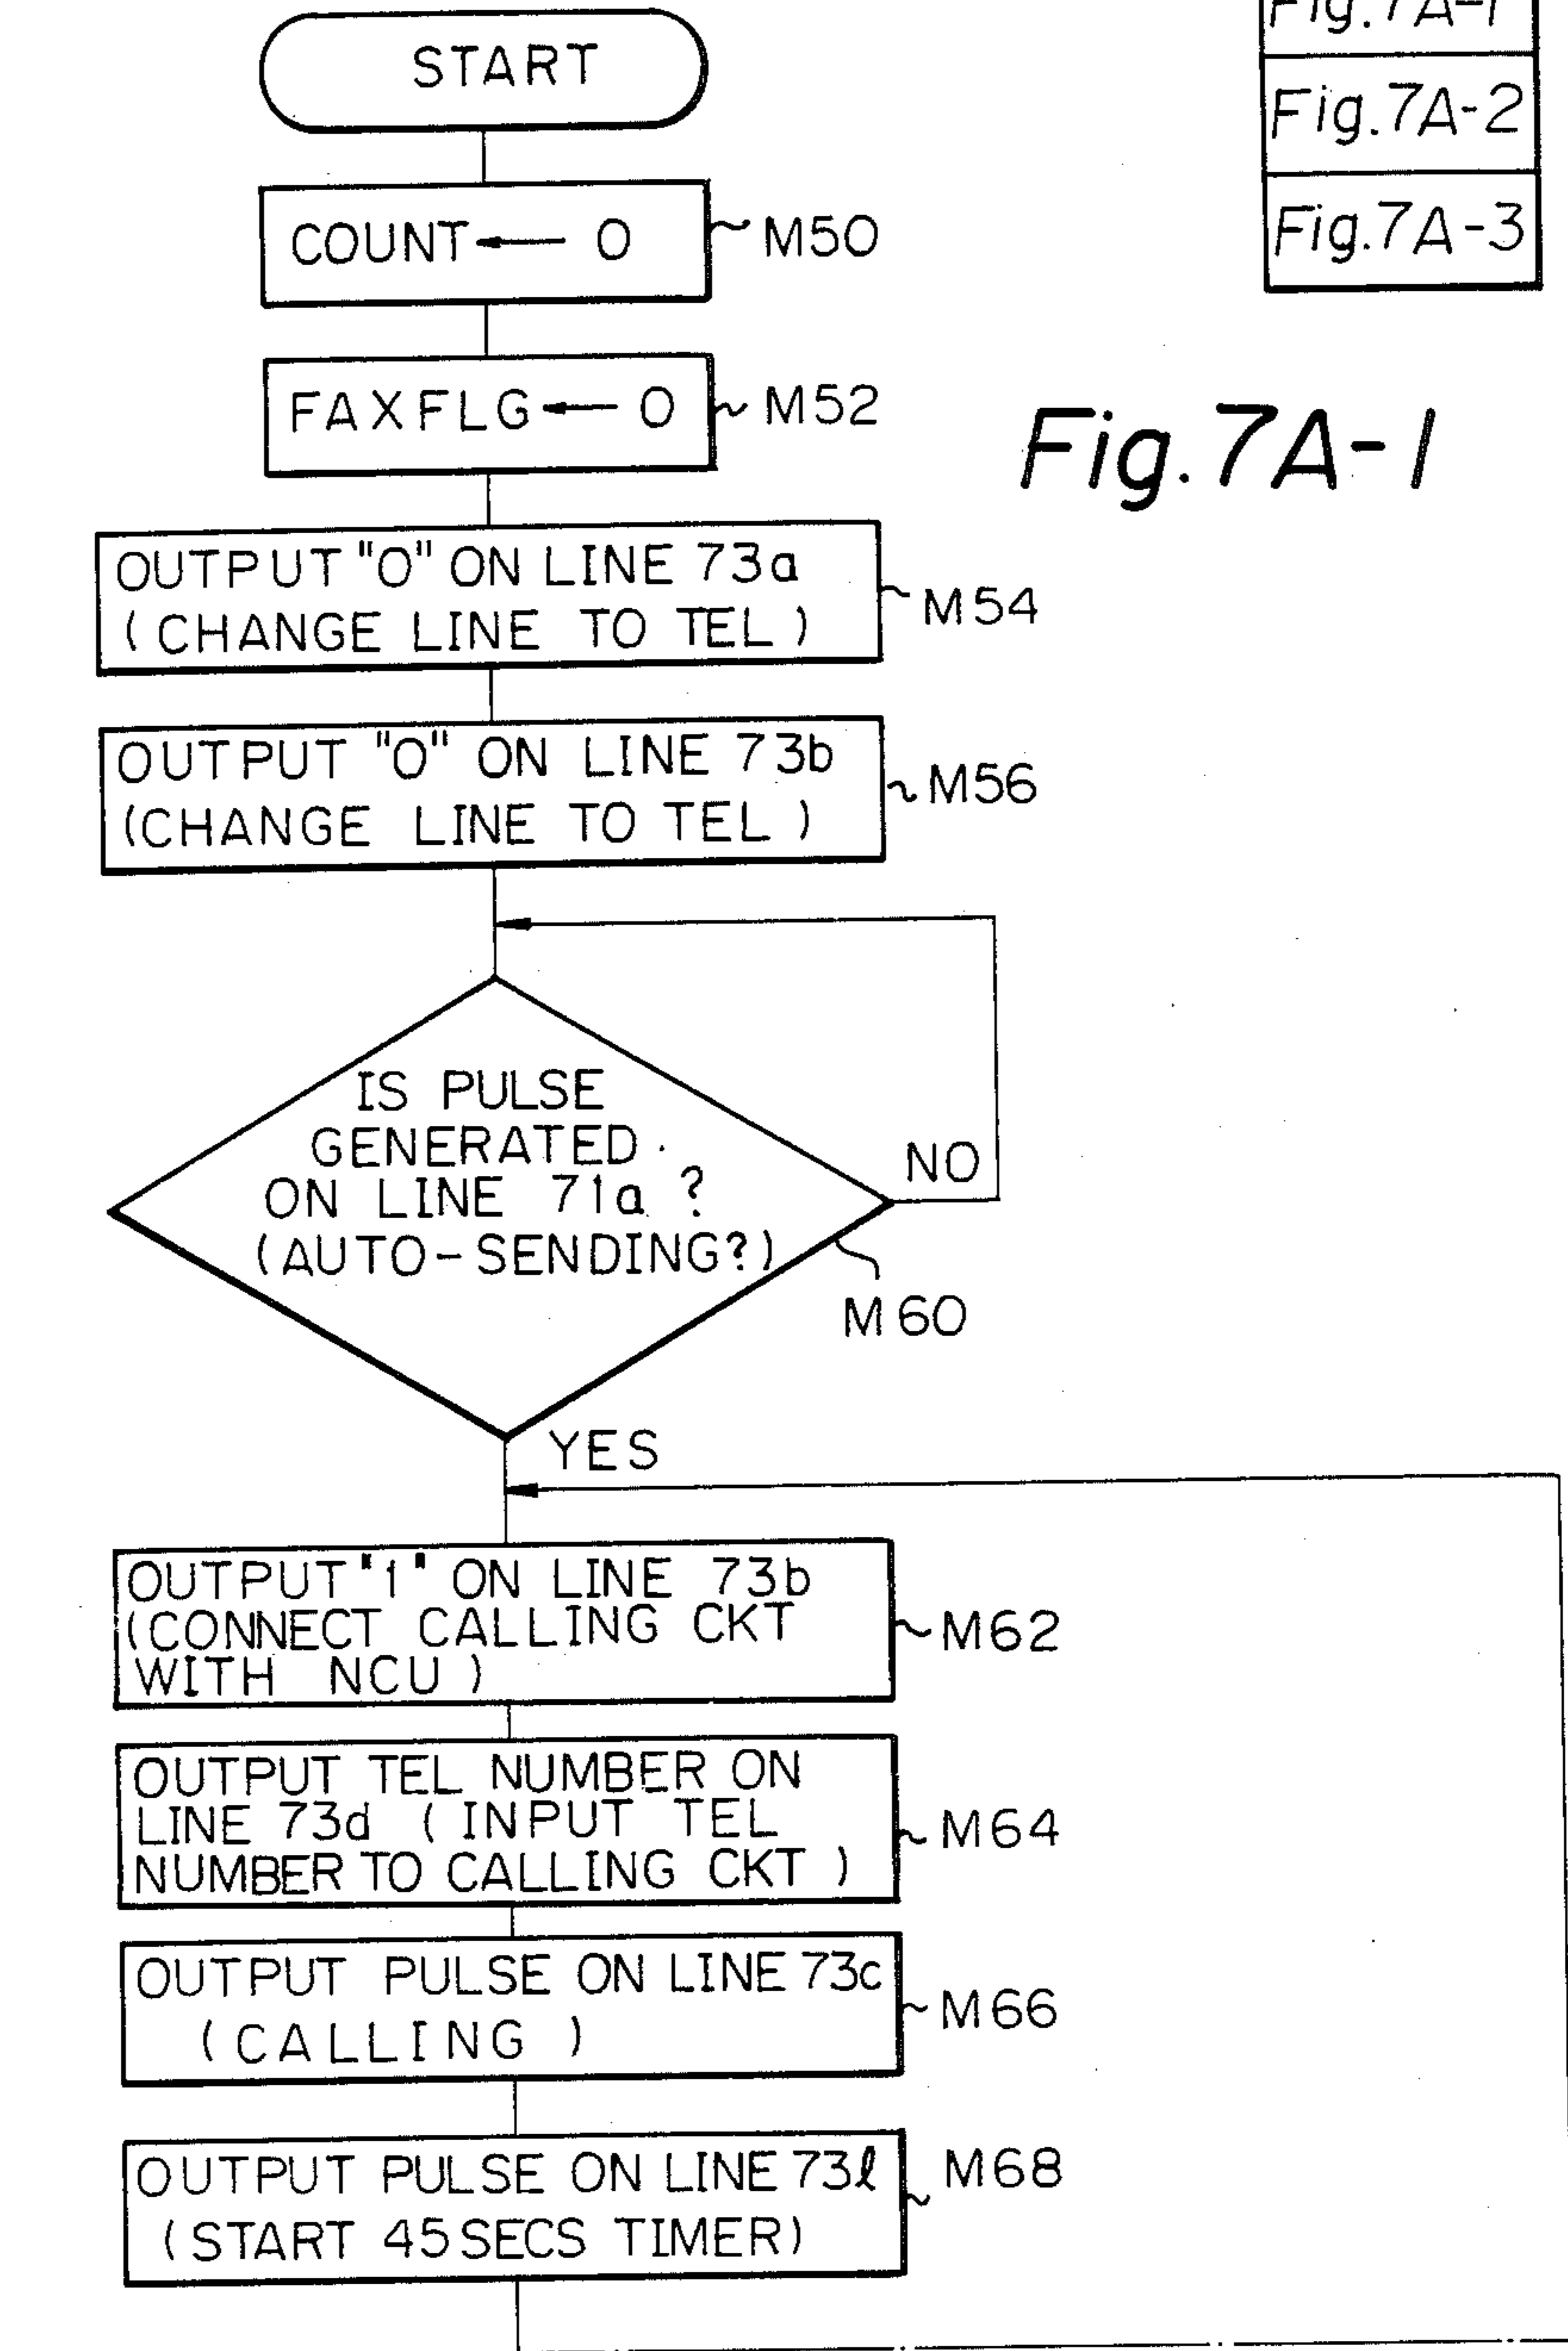 START
Fig.7A-1
Fig.7A-2
Fig.7A-3
COUNT ← 0
M50
FAXFLG ← 0
M52
Fig.7A-1
OUTPUT "0" ON LINE 73a
(CHANGE LINE TO TEL)
M54
OUTPUT "0" ON LINE 73b
(CHANGE LINE TO TEL)
M56
IS PULSE
GENERATED
ON LINE 71a ?
(AUTO-SENDING?)
NO
M60
YES
OUTPUT "1" ON LINE 73b
(CONNECT CALLING CKT
WITH NCU)
M62
OUTPUT TEL NUMBER ON
LINE 73d (INPUT TEL
NUMBER TO CALLING CKT)
M64
OUTPUT PULSE ON LINE 73c
(CALLING)
M66
OUTPUT PULSE ON LINE 73ℓ
(START 45SECS TIMER)
M68